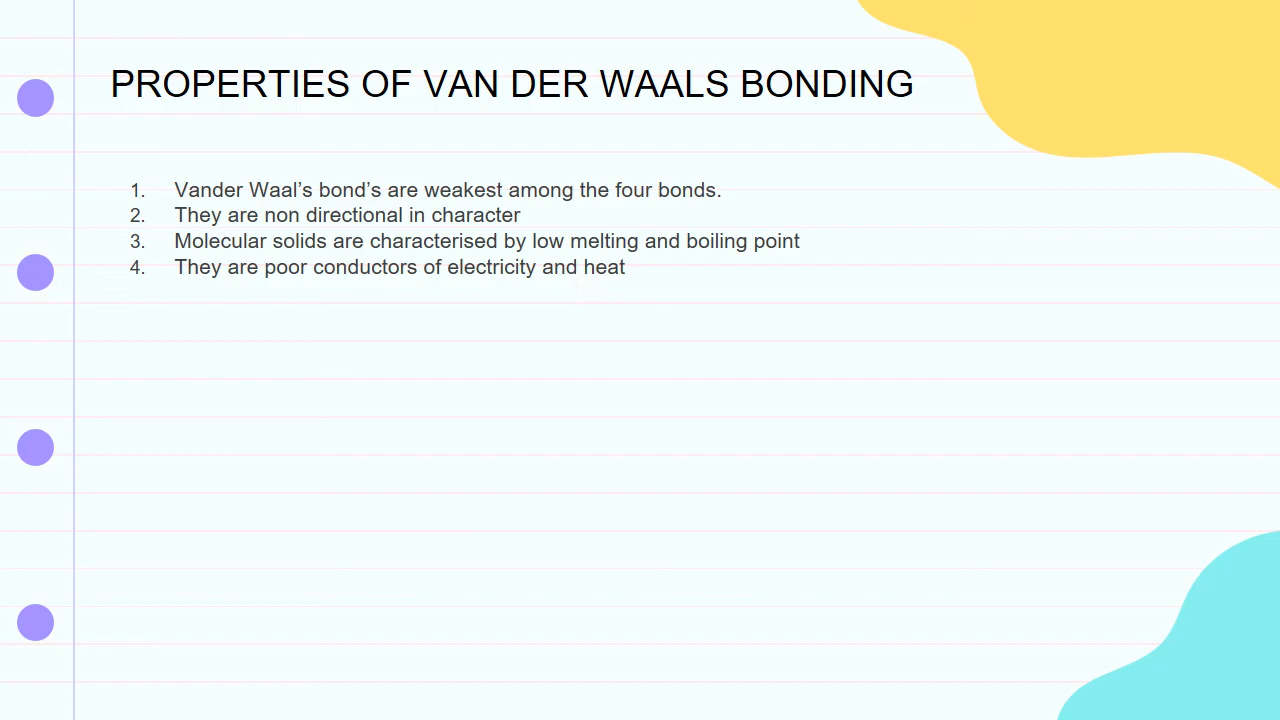 PROPERTIES OF VAN DER WAALS BONDING
1. Vander Waal’s bond’s are weakest among the four bonds.
2. They are non directional in character
3. Molecular solids are characterised by low melting and boiling point
4. They are poor conductors of electricity and heat